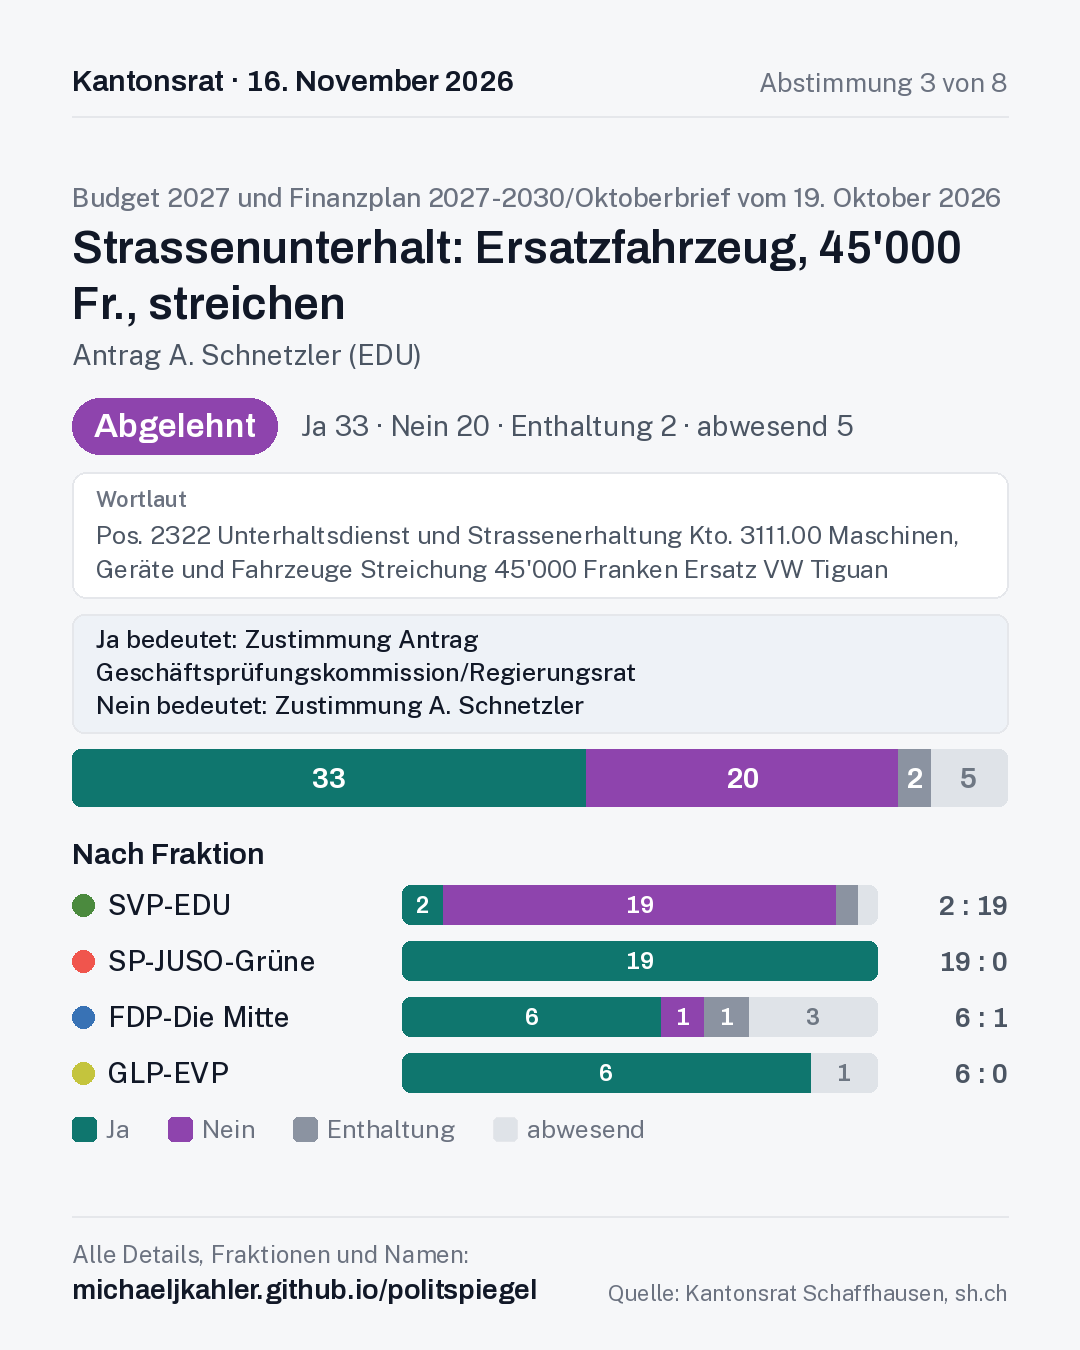 Kantonsrat · 16. November 2026
Abstimmung 3 von 8
Budget 2027 und Finanzplan 2027-2030/Oktoberbrief vom 19. Oktober 2026
Strassenunterhalt: Ersatzfahrzeug, 45'000
Fr., streichen
Antrag A. Schnetzler (EDU)
Abgelehnt
Ja 33 · Nein 20 · Enthaltung 2 · abwesend 5
Wortlaut
Pos. 2322 Unterhaltsdienst und Strassenerhaltung Kto. 3111.00 Maschinen,
Geräte und Fahrzeuge Streichung 45'000 Franken Ersatz VW Tiguan
Ja bedeutet: Zustimmung Antrag
Geschäftsprüfungskommission/Regierungsrat
Nein bedeutet: Zustimmung A. Schnetzler
33 20 2 5
Nach Fraktion
SVP-EDU 2 19 2 : 19
SP-JUSO-Grüne 19 19 : 0
FDP-Die Mitte 6 1 1 3 6 : 1
GLP-EVP 6 1 6 : 0
Ja Nein Enthaltung abwesend
Alle Details, Fraktionen und Namen:
michaeljkahler.github.io/politspiegel
Quelle: Kantonsrat Schaffhausen, sh.ch